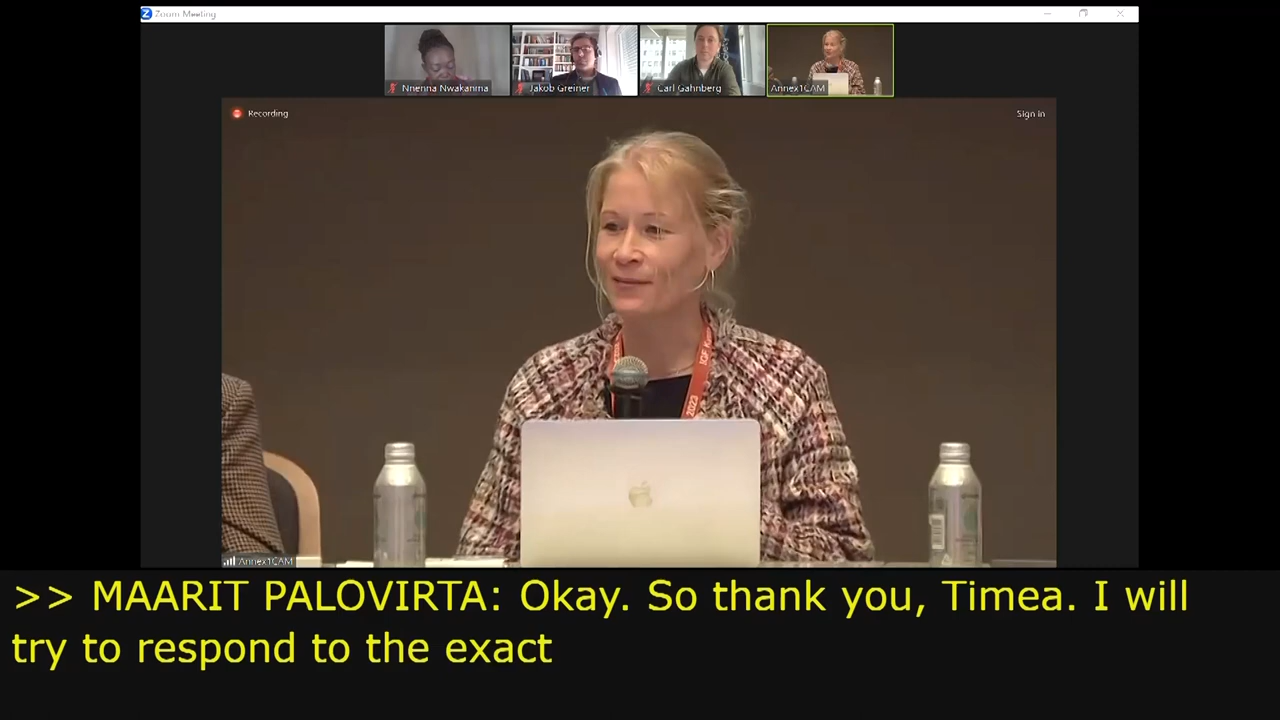 Zoom Meeting
Nnenna Nwakanma
Jakob Greiner
Carl Gahnberg
Annex1CAM
Recording
Sign in
2023
Annex1CAM
>> MAARIT PALOVIRTA: Okay. So thank you, Timea. I will
try to respond to the exact